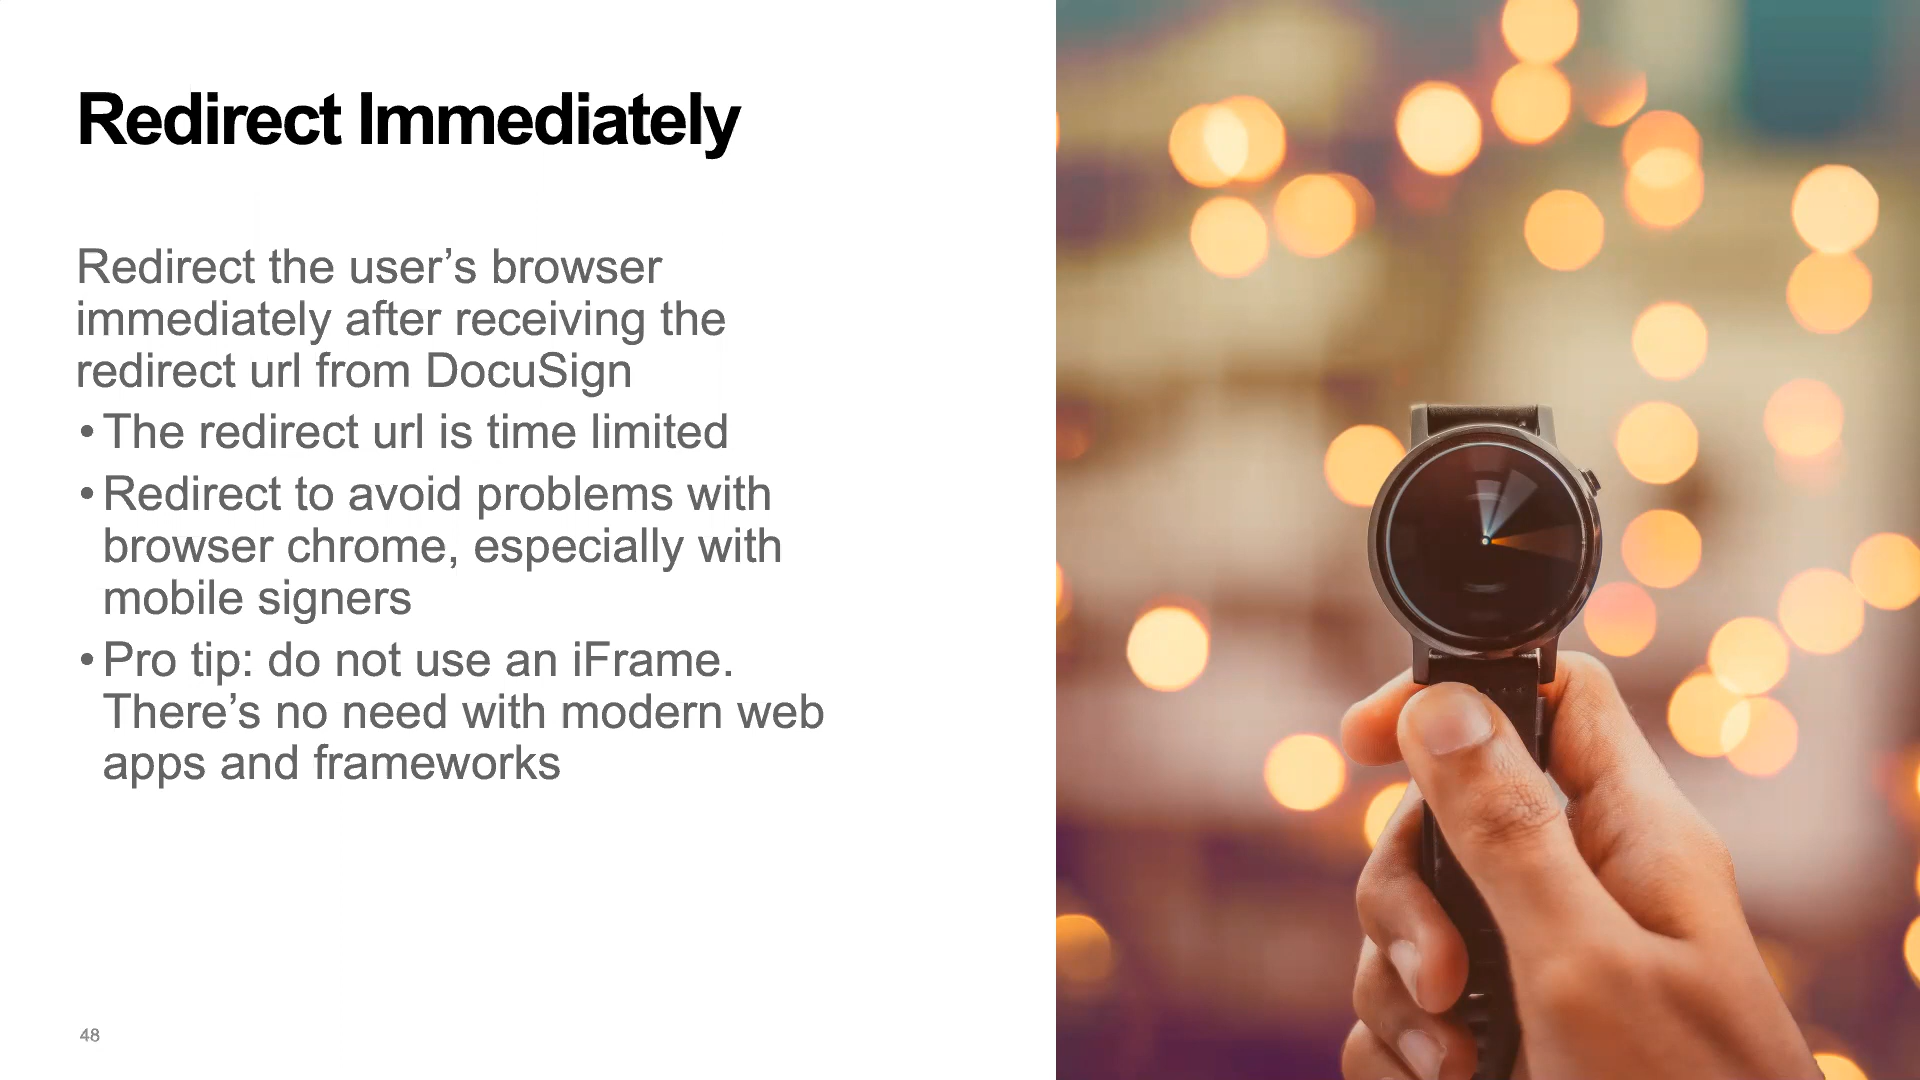 Redirect Immediately
Redirect the user’s browser
immediately after receiving the
redirect url from DocuSign
•The redirect url is time limited
•Redirect to avoid problems with
browser chrome, especially with
mobile signers
•Pro tip: do not use an iFrame.
There’s no need with modern web
apps and frameworks
48